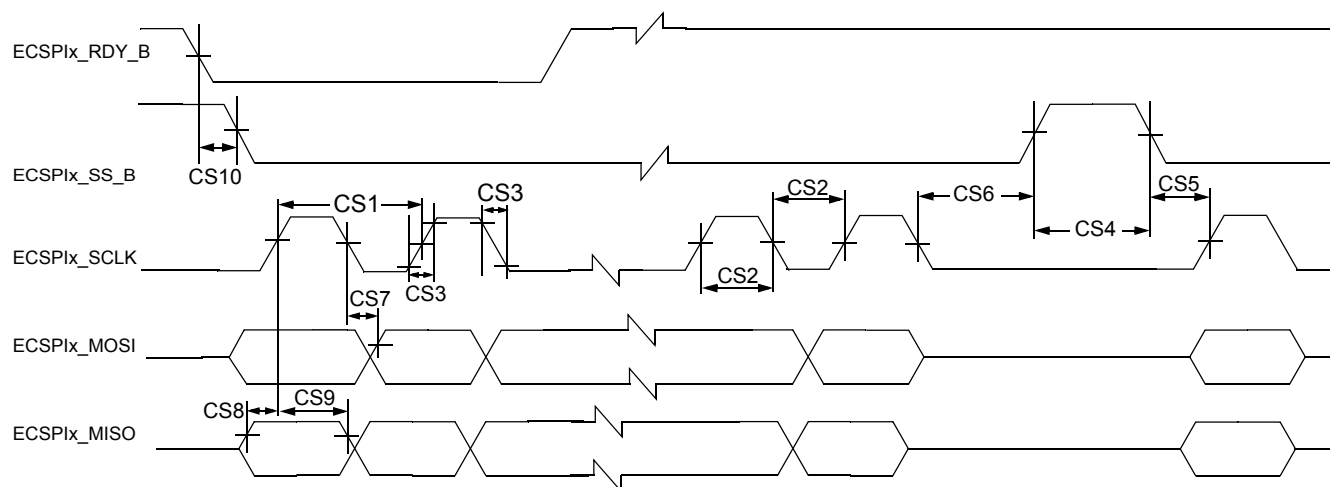 ECSPIx_RDY_B
ECSPIx_SS_B
CS10
CS1
CS3
CS2
CS6
CS5
CS4
ECSPIx_SCLK
CS3
CS2
CS7
ECSPIx_MOSI
CS8
CS9
ECSPIx_MISO